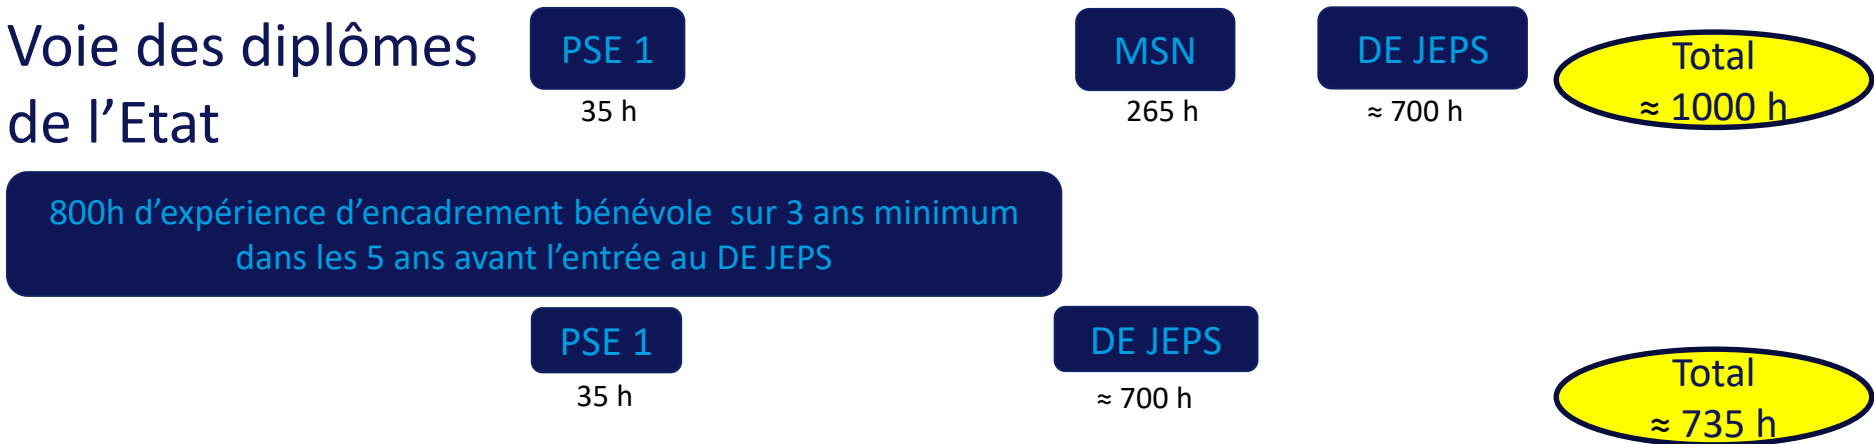 Voie des diplômes
de l’Etat
PSE 1
35 h
MSN
265 h
DE JEPS
≈ 700 h
Total
≈ 1000 h
800h d’expérience d’encadrement bénévole sur 3 ans minimum
dans les 5 ans avant l’entrée au DE JEPS
PSE 1
35 h
DE JEPS
≈ 700 h
Total
≈ 735 h